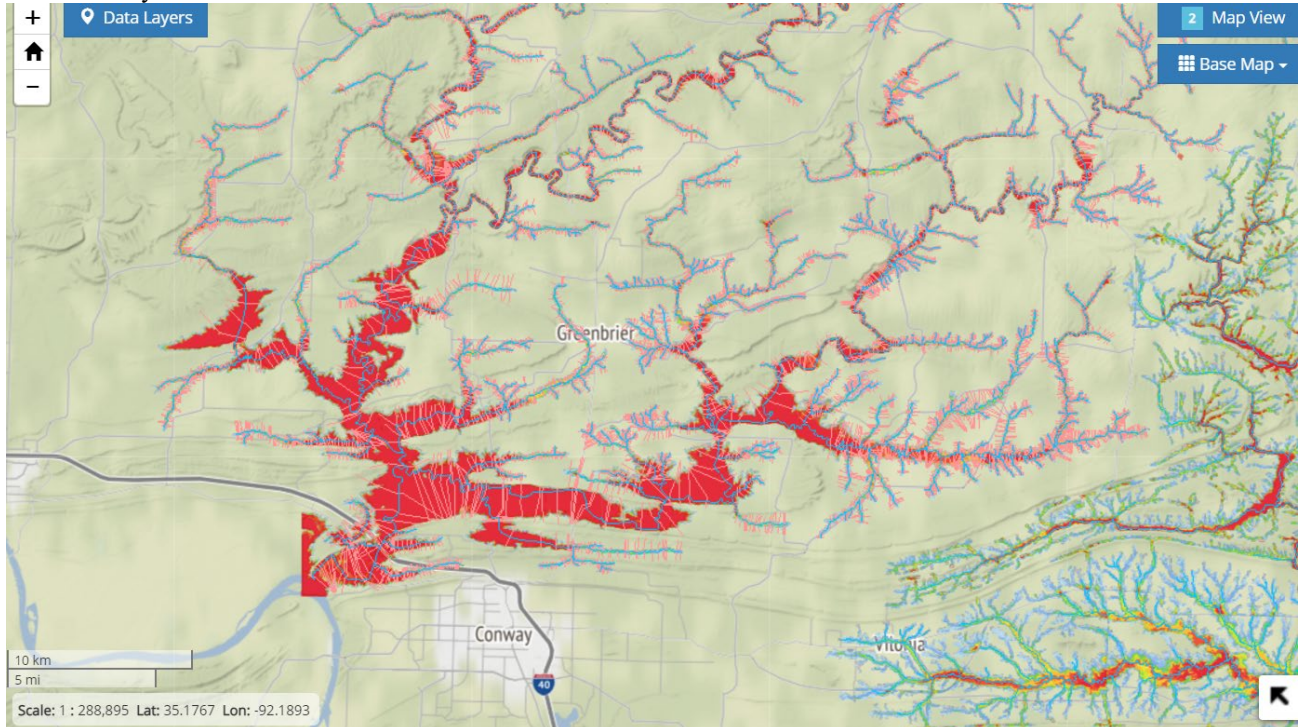 +
Data Layers
2 Map View
Base Map
−
Greenbrier
Conway
Vilonia
40
10 km
5 mi
Scale: 1 : 288,895 Lat: 35.1767 Lon: -92.1893